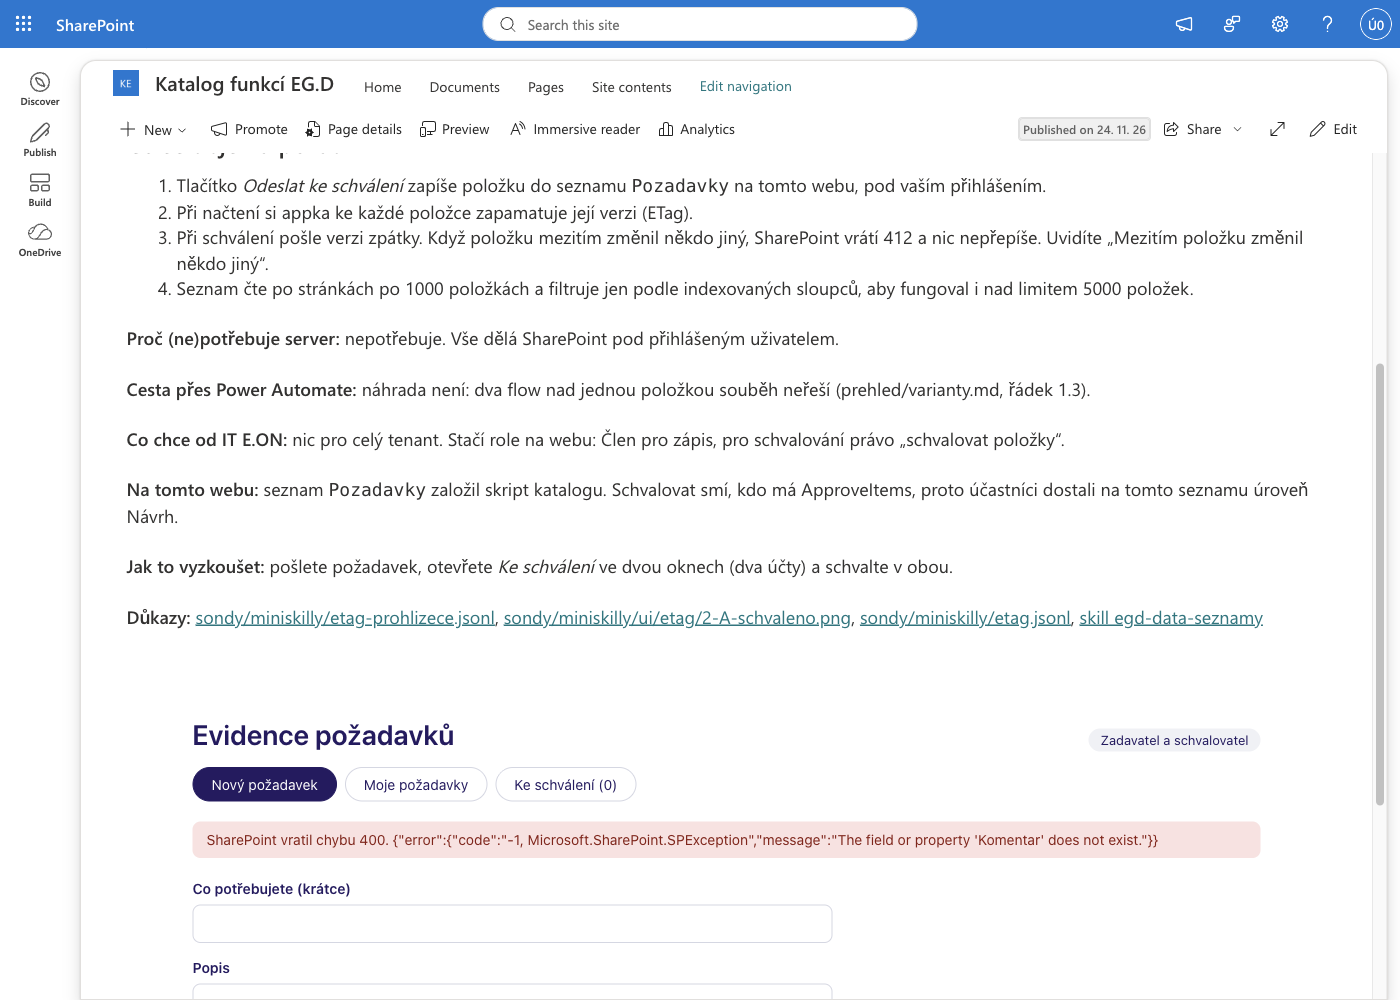 SharePoint
Search this site
Ú0
Discover
Publish
Build
OneDrive
KE
Katalog funkcí EG.D
Home
Documents
Pages
Site contents
Edit navigation
New
Promote
Page details
Preview
Immersive reader
Analytics
Published on 24. 11. 26
Share
Edit
1. Tlačítko Odeslat ke schválení zapíše položku do seznamu Pozadavky na tomto webu, pod vaším přihlášením.
2. Při načtení si appka ke každé položce zapamatuje její verzi (ETag).
3. Při schválení pošle verzi zpátky. Když položku mezitím změnil někdo jiný, SharePoint vrátí 412 a nic nepřepíše. Uvidíte „Mezitím položku změnil
někdo jiný“.
4. Seznam čte po stránkách po 1000 položkách a filtruje jen podle indexovaných sloupců, aby fungoval i nad limitem 5000 položek.
Proč (ne)potřebuje server: nepotřebuje. Vše dělá SharePoint pod přihlášeným uživatelem.
Cesta přes Power Automate: náhrada není: dva flow nad jednou položkou souběh neřeší (prehled/varianty.md, řádek 1.3).
Co chce od IT E.ON: nic pro celý tenant. Stačí role na webu: Člen pro zápis, pro schvalování právo „schvalovat položky“.
Na tomto webu: seznam Pozadavky založil skript katalogu. Schvalovat smí, kdo má ApproveItems, proto účastníci dostali na tomto seznamu úroveň
Návrh.
Jak to vyzkoušet: pošlete požadavek, otevřete Ke schválení ve dvou oknech (dva účty) a schvalte v obou.
Důkazy: sondy/miniskilly/etag-prohlizece.jsonl, sondy/miniskilly/ui/etag/2-A-schvaleno.png, sondy/miniskilly/etag.jsonl, skill egd-data-seznamy
Evidence požadavků
Zadavatel a schvalovatel
Nový požadavek
Moje požadavky
Ke schválení (0)
SharePoint vratil chybu 400. {"error":{"code":"-1, Microsoft.SharePoint.SPException","message":"The field or property 'Komentar' does not exist."}}
Co potřebujete (krátce)
Popis